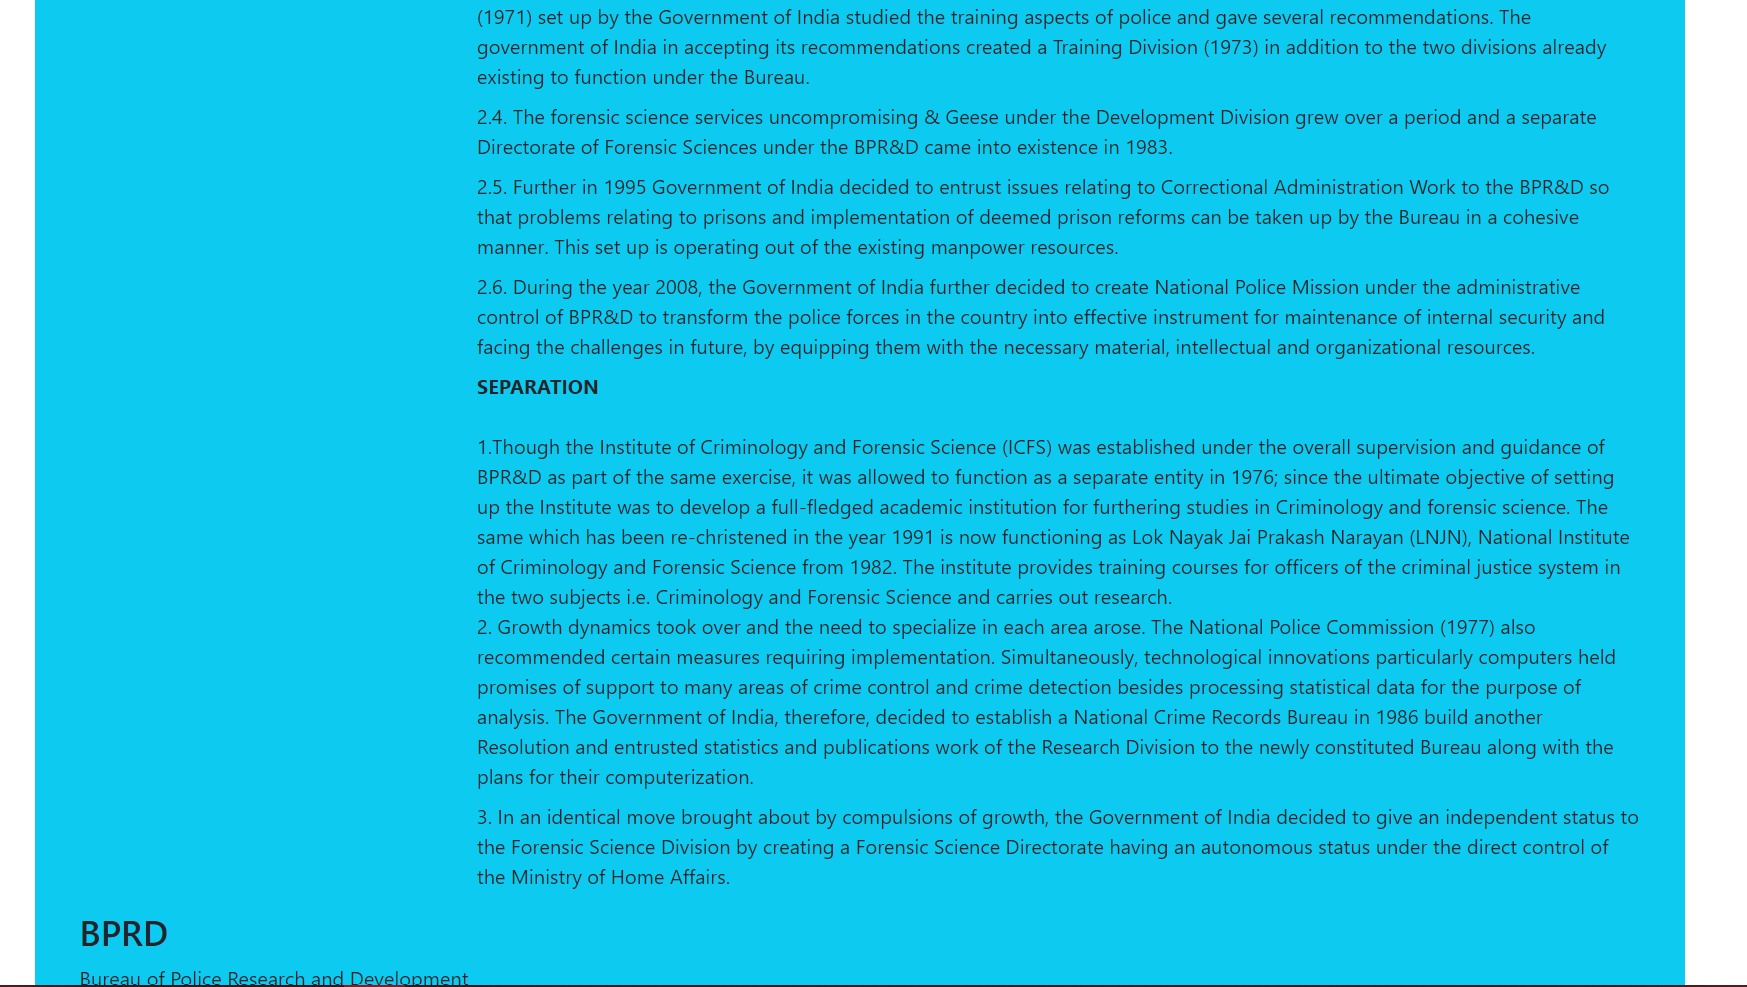 (1971) set up by the Government of India studied the training aspects of police and gave several recommendations. The
government of India in accepting its recommendations created a Training Division (1973) in addition to the two divisions already
existing to function under the Bureau.
2.4. The forensic science services uncompromising & Geese under the Development Division grew over a period and a separate
Directorate of Forensic Sciences under the BPR&D came into existence in 1983.
2.5. Further in 1995 Government of India decided to entrust issues relating to Correctional Administration Work to the BPR&D so
that problems relating to prisons and implementation of deemed prison reforms can be taken up by the Bureau in a cohesive
manner. This set up is operating out of the existing manpower resources.
2.6. During the year 2008, the Government of India further decided to create National Police Mission under the administrative
control of BPR&D to transform the police forces in the country into effective instrument for maintenance of internal security and
facing the challenges in future, by equipping them with the necessary material, intellectual and organizational resources.
SEPARATION
1.Though the Institute of Criminology and Forensic Science (ICFS) was established under the overall supervision and guidance of
BPR&D as part of the same exercise, it was allowed to function as a separate entity in 1976; since the ultimate objective of setting
up the Institute was to develop a full-fledged academic institution for furthering studies in Criminology and forensic science. The
same which has been re-christened in the year 1991 is now functioning as Lok Nayak Jai Prakash Narayan (LNJN), National Institute
of Criminology and Forensic Science from 1982. The institute provides training courses for officers of the criminal justice system in
the two subjects i.e. Criminology and Forensic Science and carries out research.
2. Growth dynamics took over and the need to specialize in each area arose. The National Police Commission (1977) also
recommended certain measures requiring implementation. Simultaneously, technological innovations particularly computers held
promises of support to many areas of crime control and crime detection besides processing statistical data for the purpose of
analysis. The Government of India, therefore, decided to establish a National Crime Records Bureau in 1986 build another
Resolution and entrusted statistics and publications work of the Research Division to the newly constituted Bureau along with the
plans for their computerization.
3. In an identical move brought about by compulsions of growth, the Government of India decided to give an independent status to
the Forensic Science Division by creating a Forensic Science Directorate having an autonomous status under the direct control of
the Ministry of Home Affairs.
BPRD
Bureau of Police Research and Development